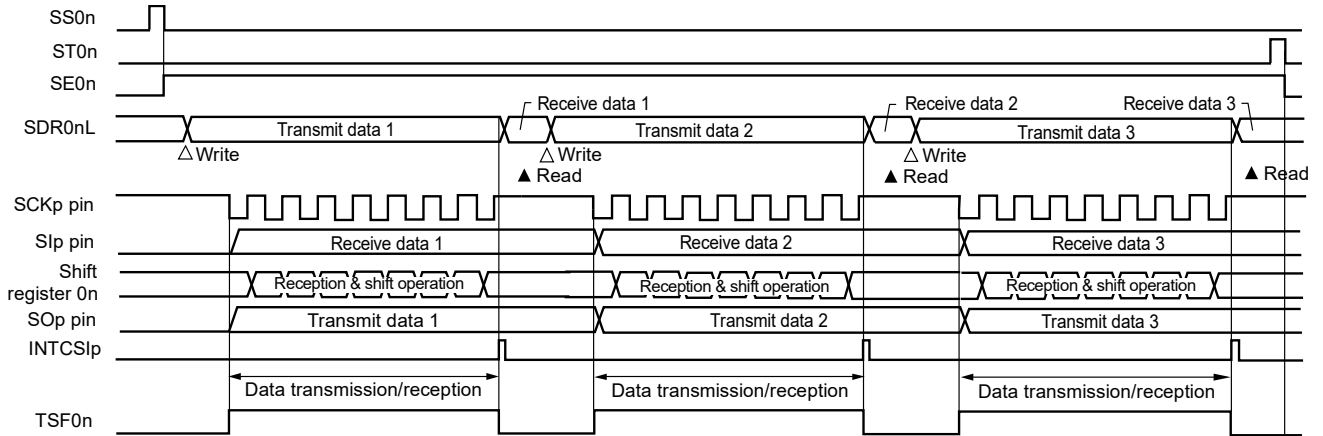 SS0n
ST0n
SE0n
Receive data 1 Receive data 2 Receive data 3
SDR0nL Transmit data 1 Transmit data 2 Transmit data 3
△ Write △ Write △ Write
▲ Read ▲ Read ▲ Read
SCKp pin
SIp pin Receive data 1 Receive data 2 Receive data 3
Shift
register 0n Reception & shift operation Reception & shift operation Reception & shift operation
SOp pin Transmit data 1 Transmit data 2 Transmit data 3
INTCSIp
Data transmission/reception Data transmission/reception Data transmission/reception
TSF0n